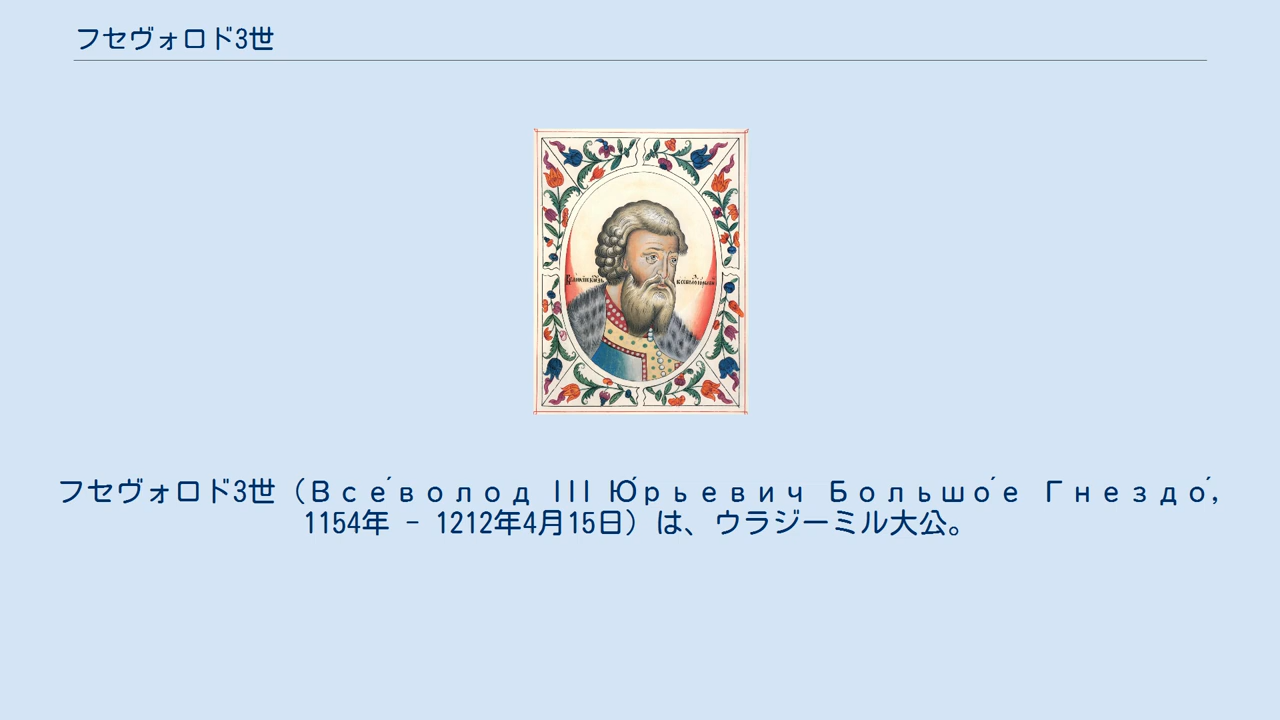 フセヴォロド3世
フセヴォロド3世（Все́волод III Ю́рьевич Большо́е Гнездо́,
1154年 - 1212年4月15日）は、ウラジーミル大公。